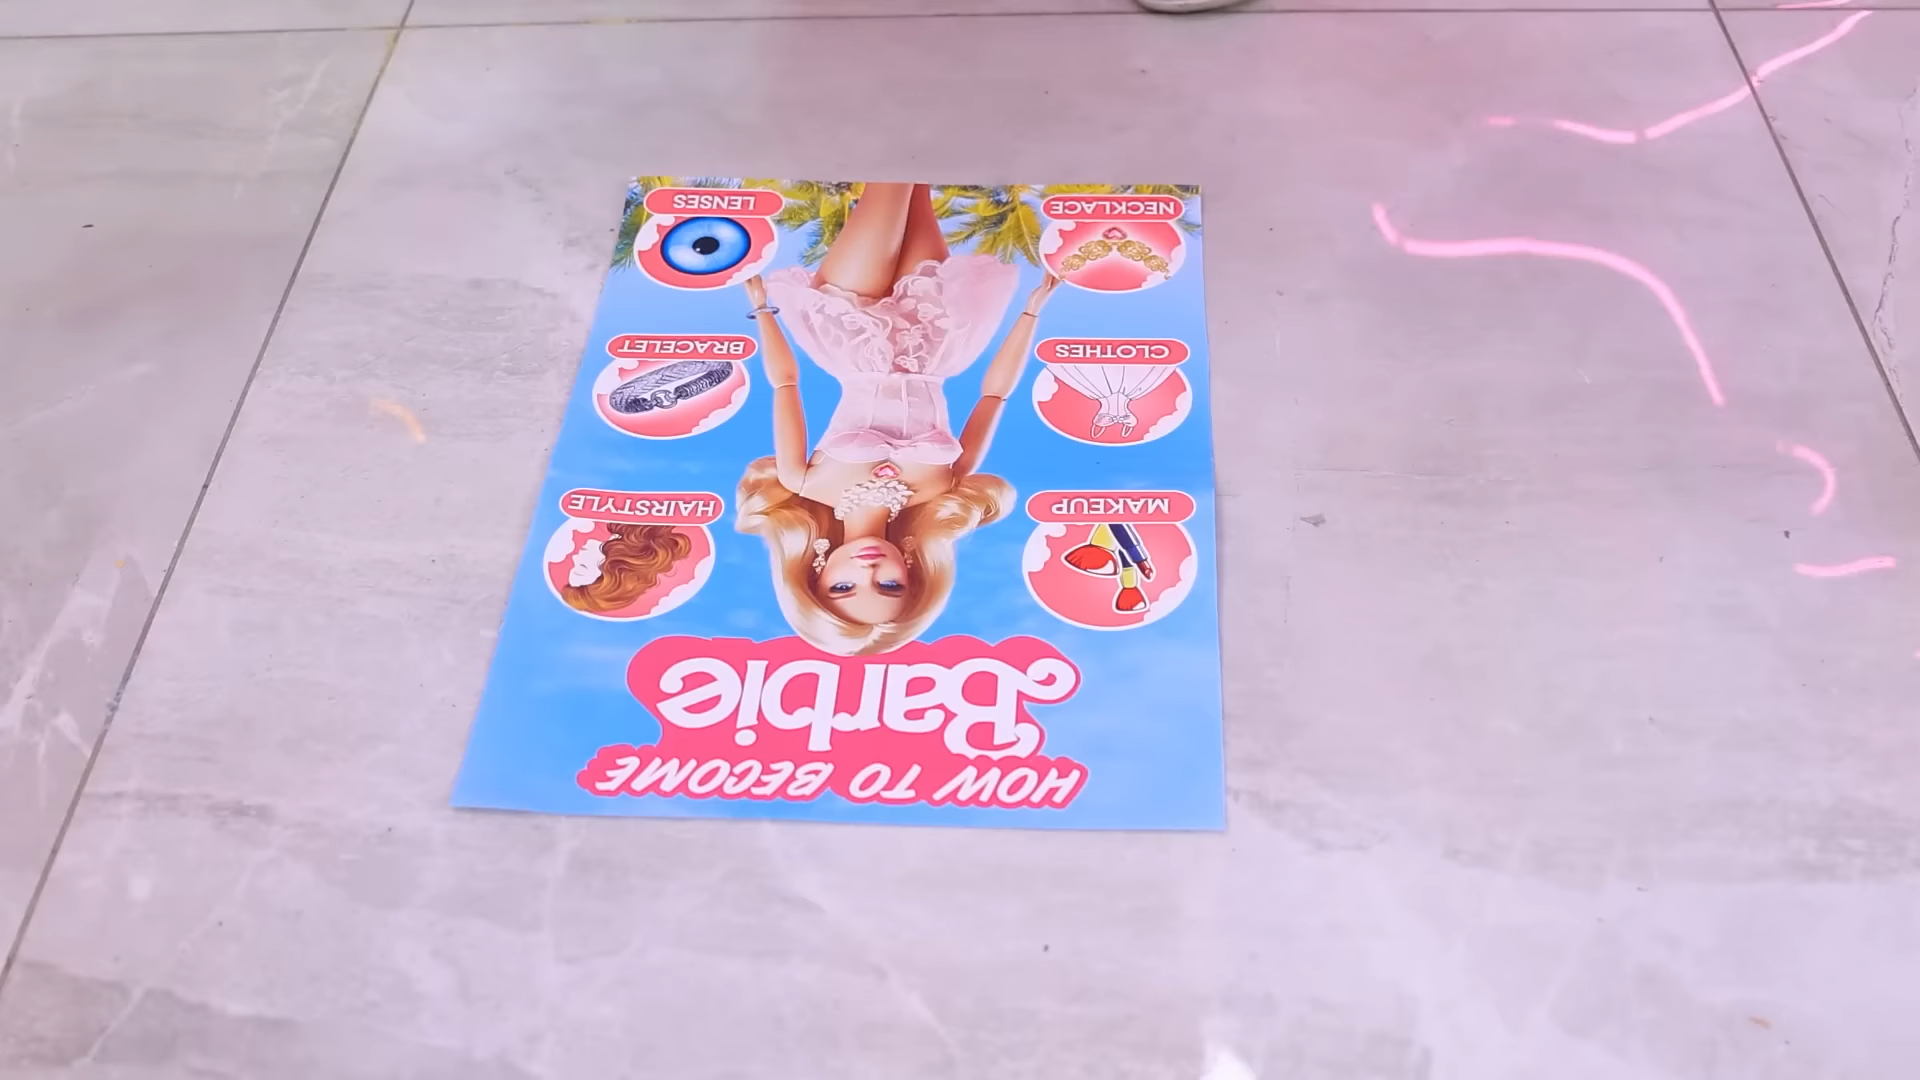 HOW TO BECOME
Barbie
MAKEUP
HAIRSTYLE
CLOTHES
BRACELET
NECKLACE
LENSES